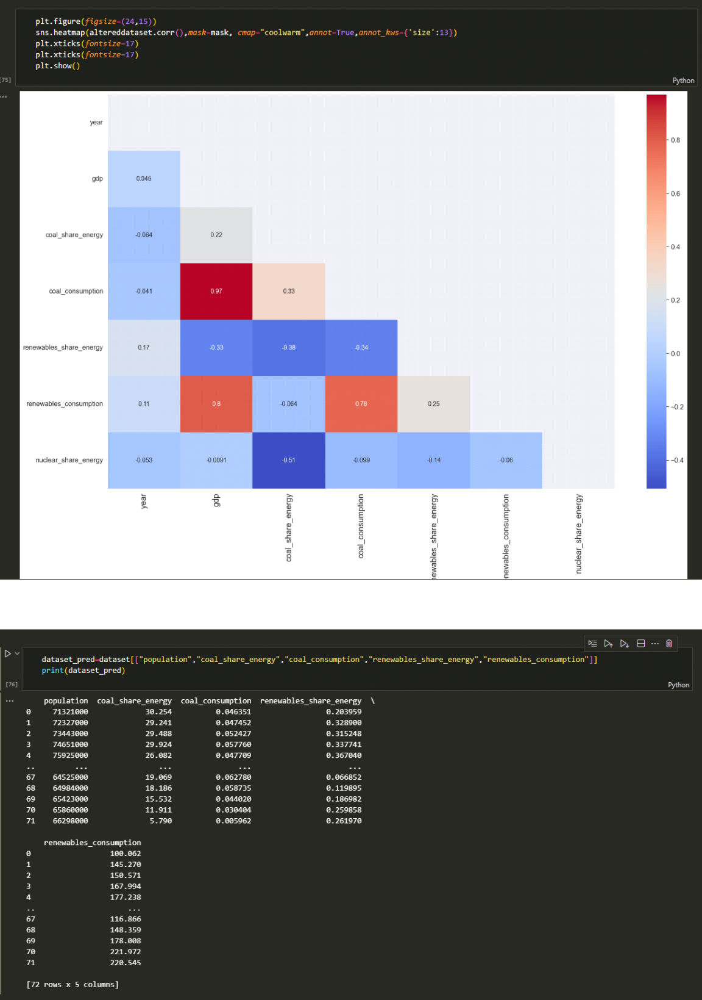 plt.figure(figsize=(24,15))
sns.heatmap(altereddataset.corr(),mask=mask, cmap="coolwarm",annot=True,annot_kws={'size':13})
plt.xticks(fontsize=17)
plt.xticks(fontsize=17)
plt.show()
[75]
Python
...
year
gdp 0.045
coal_share_energy -0.064 0.22
coal_consumption -0.041 0.97 0.33
renewables_share_energy 0.17 -0.33 -0.38 -0.34
renewables_consumption 0.11 0.8 -0.064 0.78 0.25
nuclear_share_energy -0.053 -0.0091 -0.51 -0.099 -0.14 -0.06
year
gdp
coal_share_energy
coal_consumption
ewables_share_energy
newables_consumption
nuclear_share_energy
0.8
0.6
0.4
0.2
0.0
-0.2
-0.4
dataset_pred=dataset[["population","coal_share_energy","coal_consumption","renewables_share_energy","renewables_consumption"]]
print(dataset_pred)
[76]
Python
...
population coal_share_energy coal_consumption renewables_share_energy \
0 71321000 30.254 0.046351 0.203959
1 72327000 29.241 0.047452 0.328900
2 73443000 29.488 0.052427 0.315248
3 74651000 29.924 0.057760 0.337741
4 75925000 26.082 0.047709 0.367040
.. ... ... ... ...
67 64525000 19.069 0.062780 0.066852
68 64984000 18.186 0.058735 0.119895
69 65423000 15.532 0.044020 0.186982
70 65860000 11.911 0.030404 0.259858
71 66298000 5.790 0.005962 0.261970
renewables_consumption
0 100.062
1 145.270
2 150.571
3 167.994
4 177.238
.. ...
67 116.866
68 148.359
69 178.008
70 221.972
71 220.545
[72 rows x 5 columns]